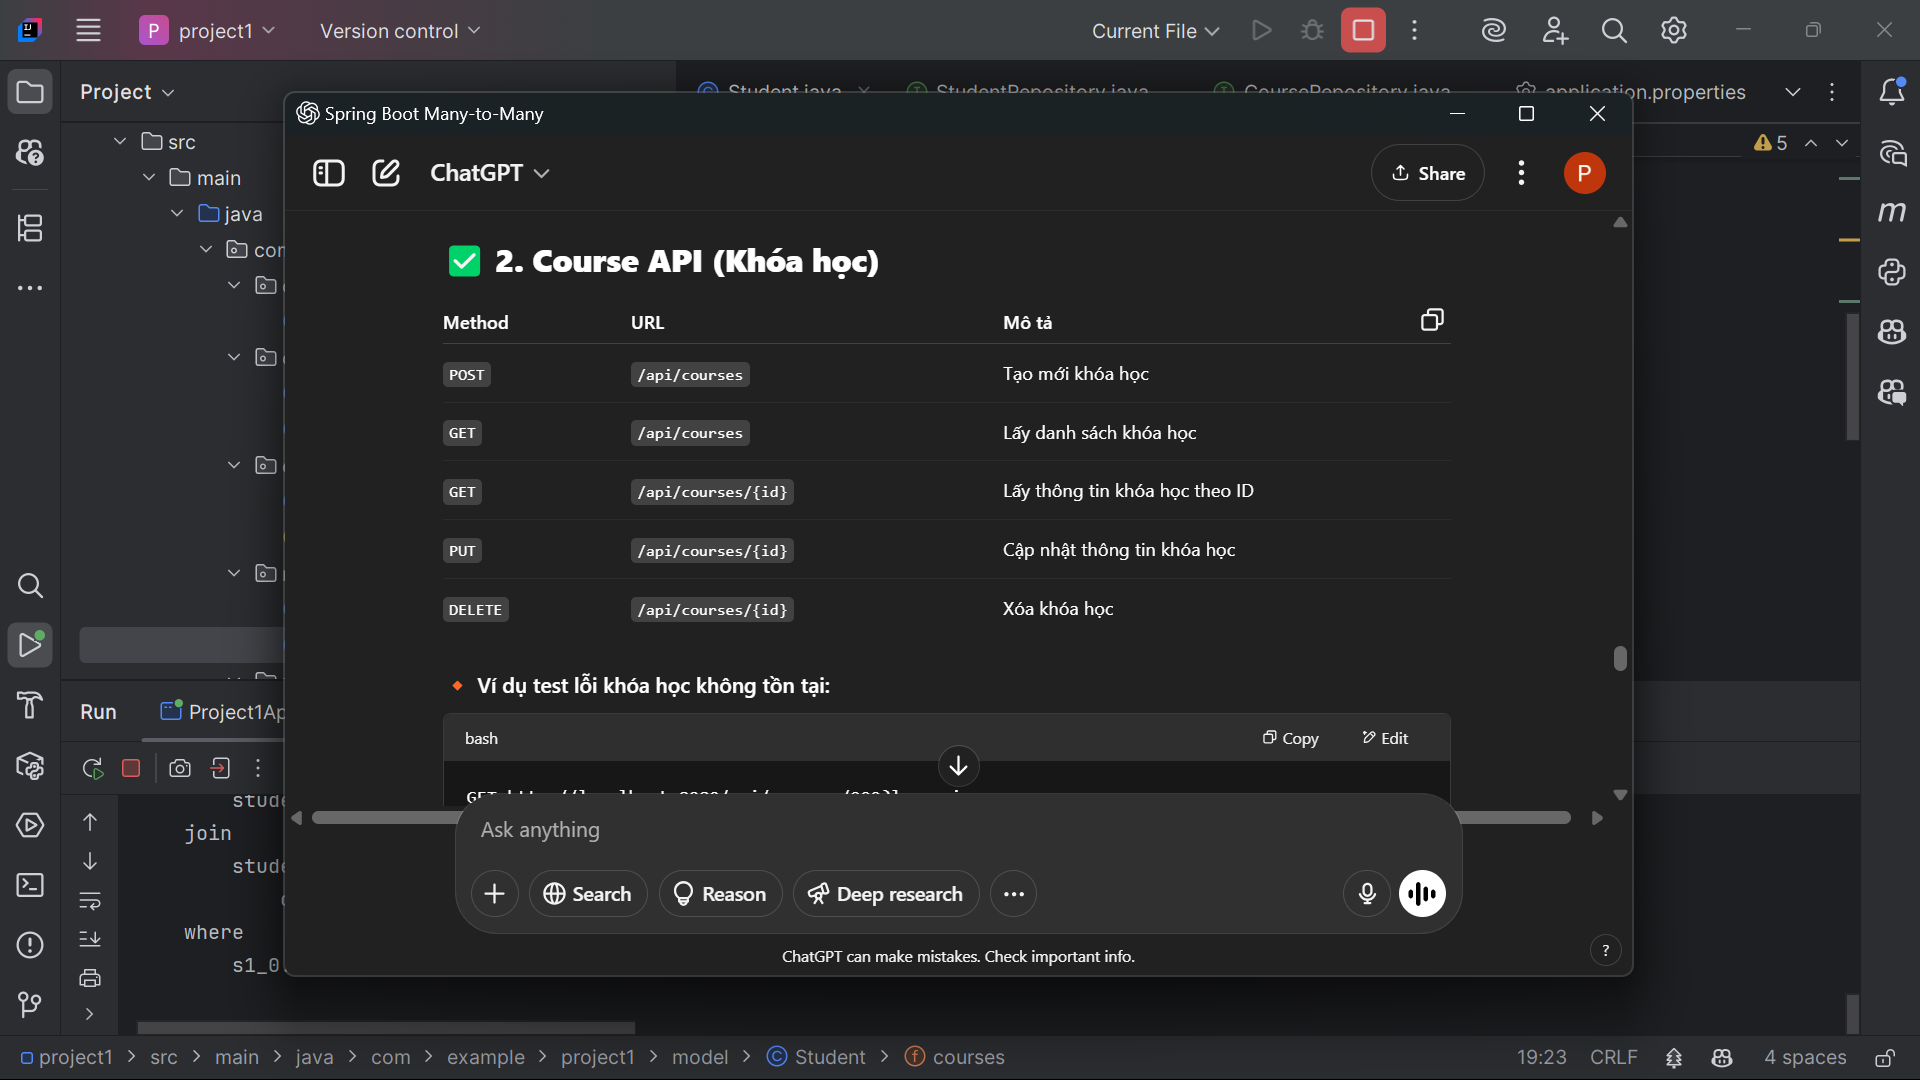 P project1
Version control
Current File
Project
Student.java
StudentRepository.java
CourseRepository.java
application.properties
5
src
main
java
Spring Boot Many-to-Many
ChatGPT
Share
P
✅ 2. Course API (Khóa học)
Method URL Mô tả
POST /api/courses Tạo mới khóa học
GET /api/courses Lấy danh sách khóa học
GET /api/courses/{id} Lấy thông tin khóa học theo ID
PUT /api/courses/{id} Cập nhật thông tin khóa học
DELETE /api/courses/{id} Xóa khóa học
🔸 Ví dụ test lỗi khóa học không tồn tại:
bash
Copy
Edit
Ask anything
Search
Reason
Deep research
ChatGPT can make mistakes. Check important info.
?
m
Run
Project1Ap
stude
join
stude
where
s1_0.
project1 > src > main > java > com > example > project1 > model > Student > courses
19:23
CRLF
4 spaces